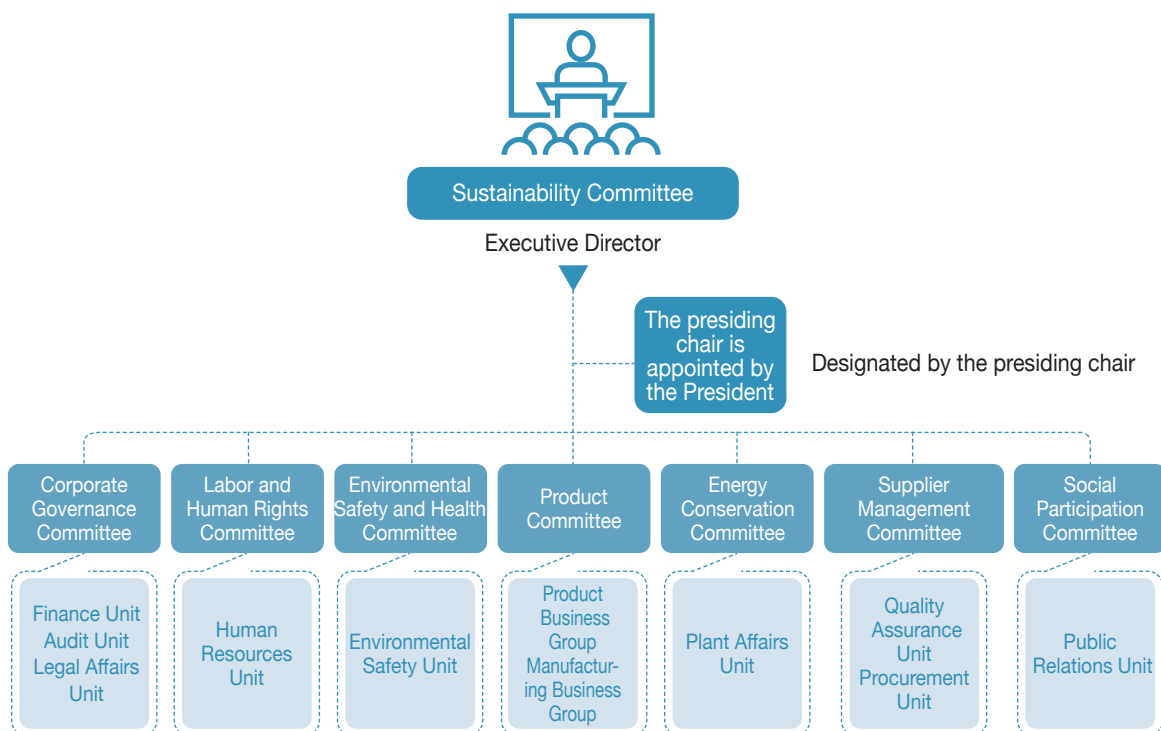 Sustainability Committee
Executive Director
The presiding
chair is
appointed by
the President
Designated by the presiding chair
Corporate
Governance
Committee
Labor and
Human Rights
Committee
Environmental
Safety and Health
Committee
Product
Committee
Energy
Conservation
Committee
Supplier
Management
Committee
Social
Participation
Committee
Finance Unit
Audit Unit
Legal Affairs
Unit
Human
Resources
Unit
Environmental
Safety Unit
Product
Business
Group
Manufactur-
ing Business
Group
Plant Affairs
Unit
Quality
Assurance
Unit
Procurement
Unit
Public
Relations Unit